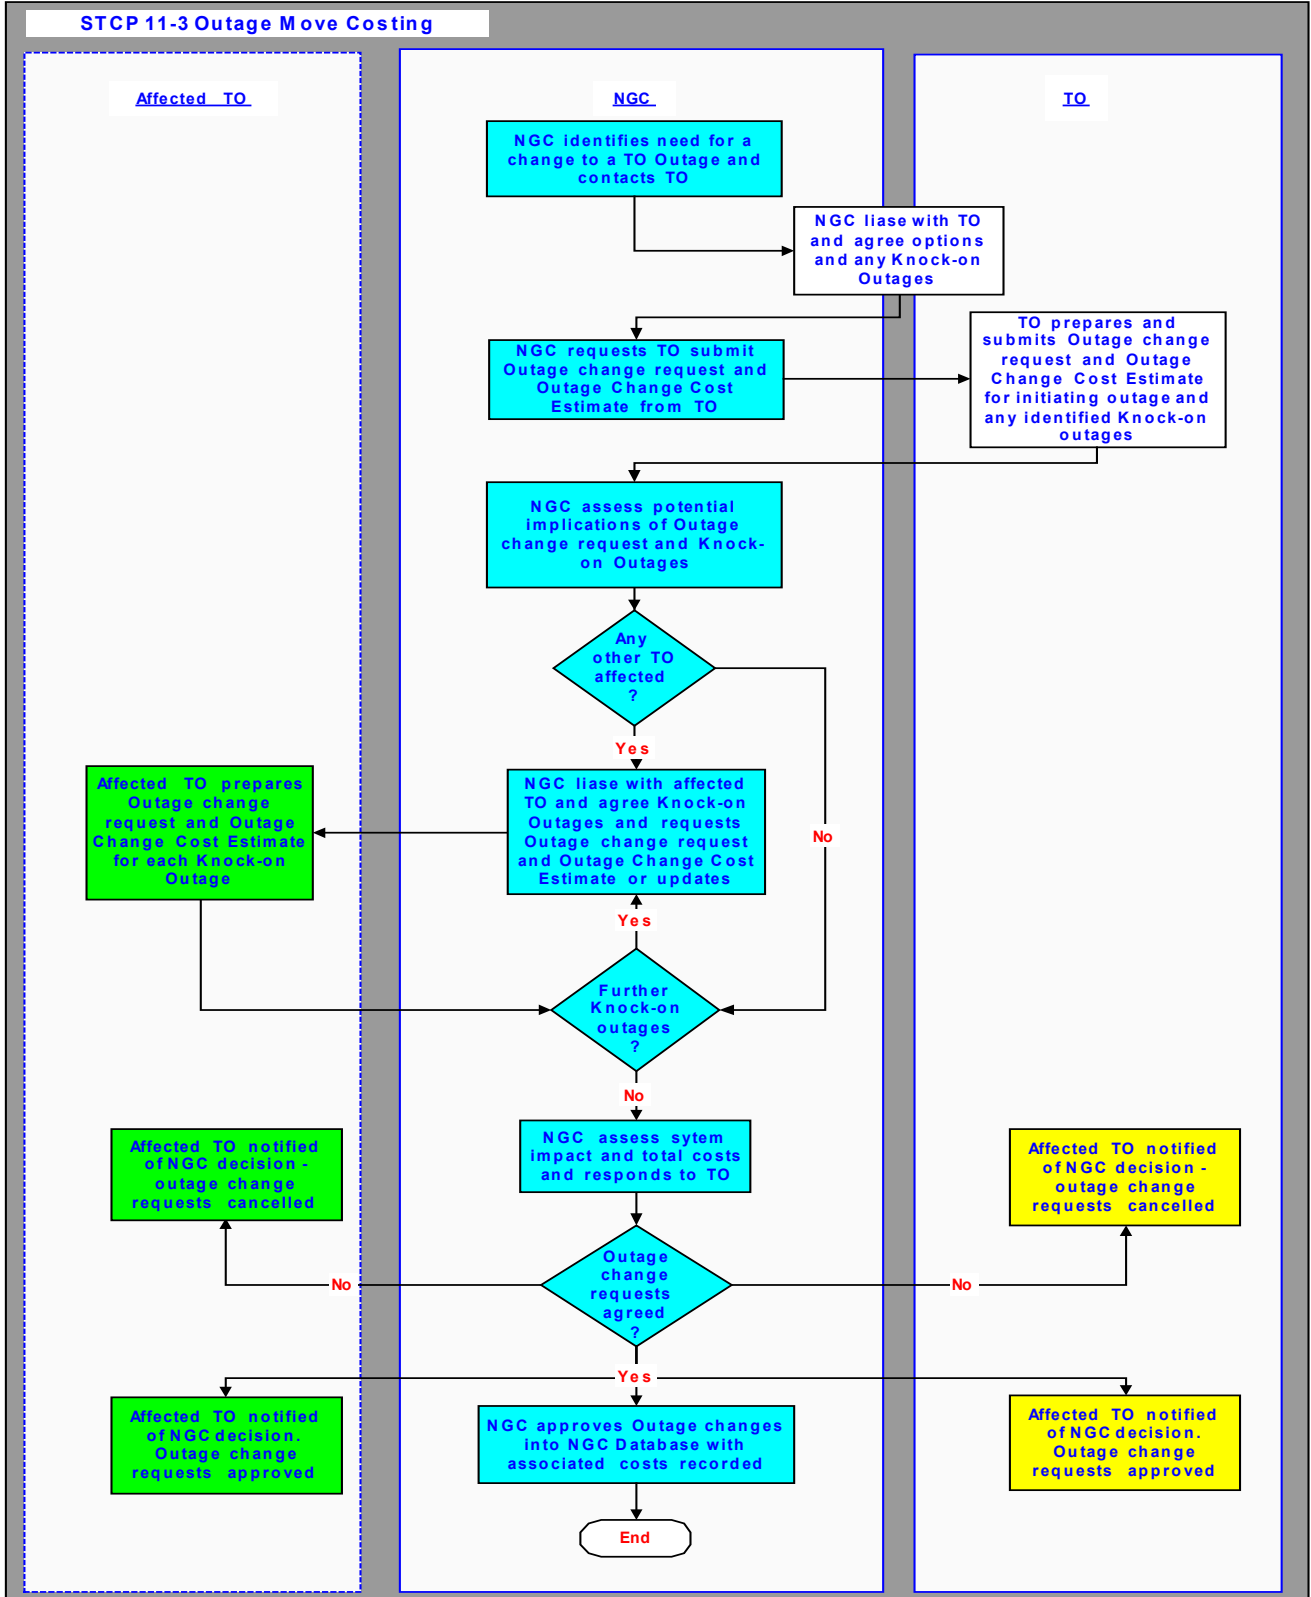 STCP 11-3 Outage Move Costing
Affected TO
NGC
TO
NGC identifies need for a
change to a TO Outage and
contacts TO
NGC liase with TO
and agree options
and any Knock-on
Outages
NGC requests TO submit
Outage change request and
Outage Change Cost
Estimate from TO
TO prepares and
submits Outage change
request and Outage
Change Cost Estimate
for initiating outage and
any identified Knock-on
outages
NGC assess potential
implications of Outage
change request and Knock-
on Outages
Any
other TO
affected
?
Yes
No
NGC liase with affected
TO and agree Knock-on
Outages and requests
Outage change request
and Outage Change Cost
Estimate or updates
Affected TO prepares
Outage change
request and Outage
Change Cost Estimate
for each Knock-on
Outage
Yes
Further
Knock-on
outages
?
No
NGC assess sytem
impact and total costs
and responds to TO
Affected TO notified
of NGC decision -
outage change
requests cancelled
Affected TO notified
of NGC decision -
outage change
requests cancelled
Outage
change
requests
agreed
?
No
No
Yes
Affected TO notified
of NGC decision.
Outage change
requests approved
NGC approves Outage changes
into NGC Database with
associated costs recorded
Affected TO notified
of NGC decision.
Outage change
requests approved
End